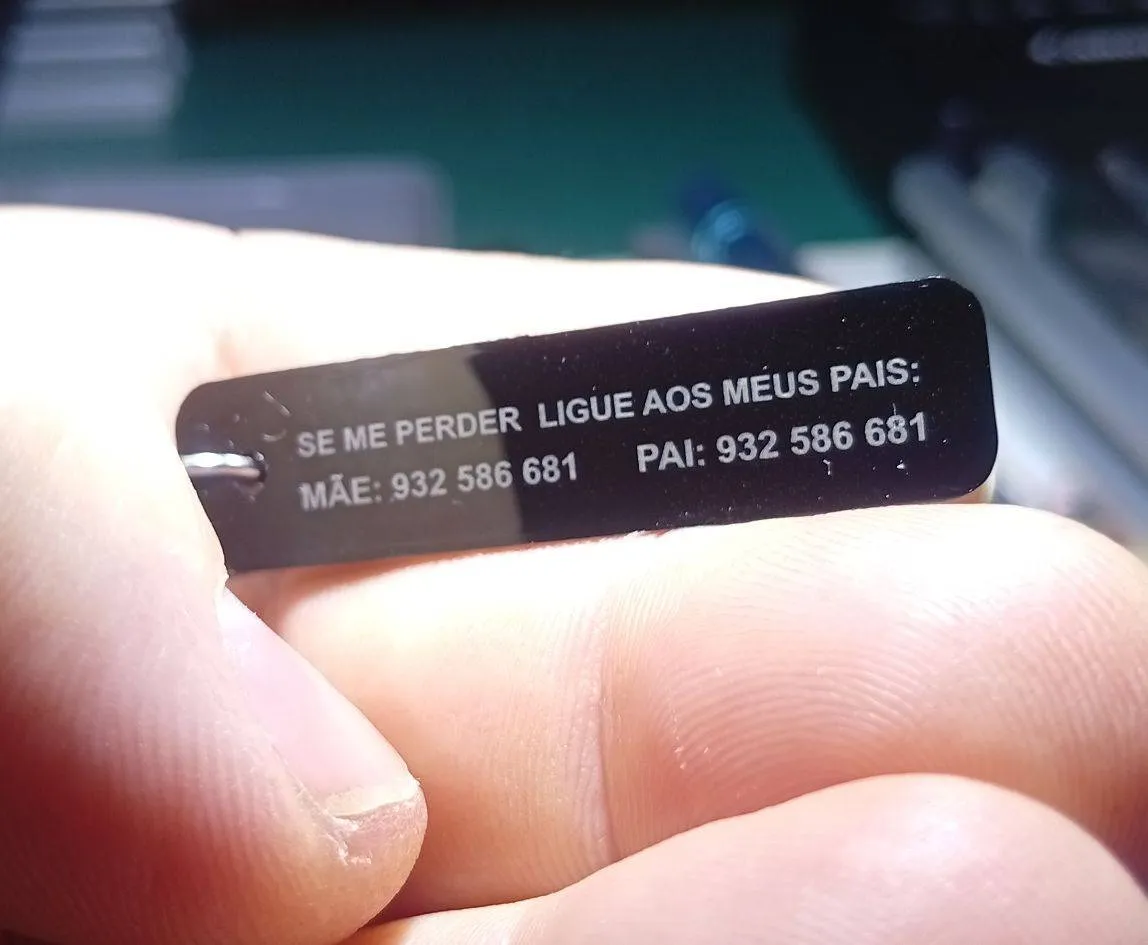 SE ME PERDER LIGUE AOS MEUS PAIS:
MÃE: 932 586 681 PAI: 932 586 681